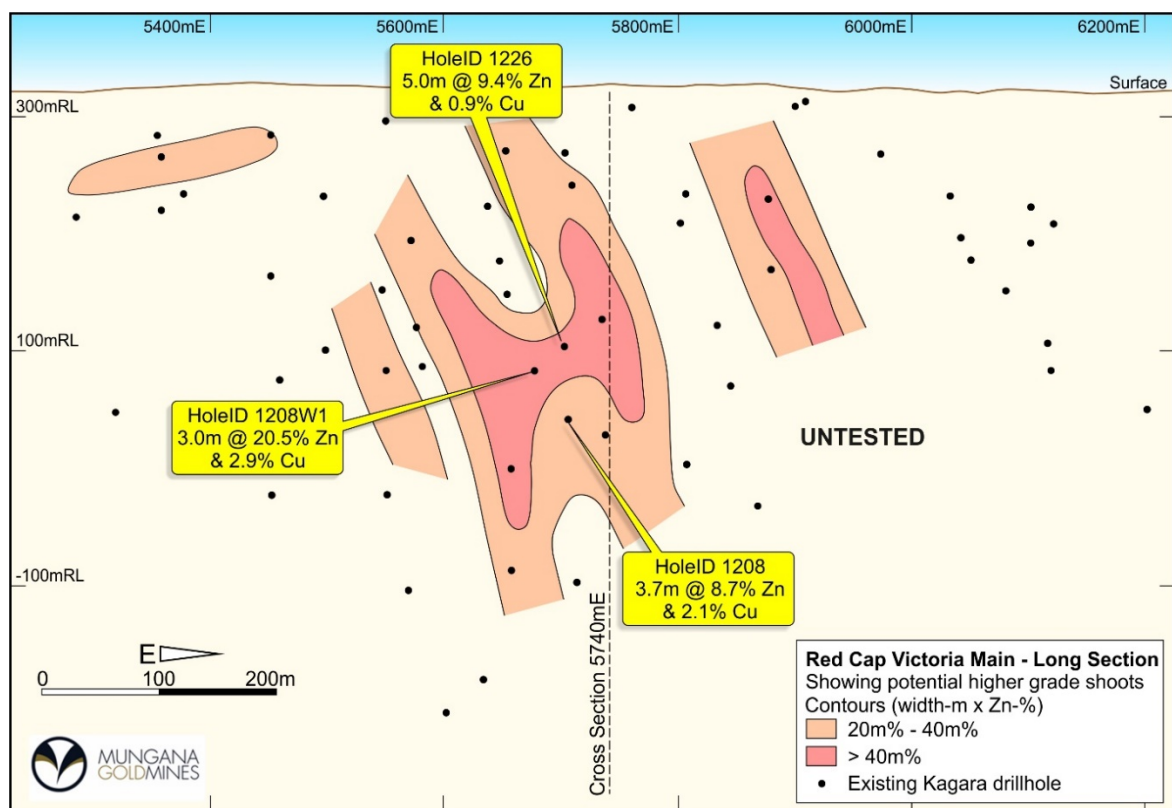 5400mE
5600mE
5800mE
6000mE
6200mE
HoleID 1226
5.0m @ 9.4% Zn
& 0.9% Cu
Surface
300mRL
100mRL
HoleID 1208W1
3.0m @ 20.5% Zn
& 2.9% Cu
UNTESTED
-100mRL
HoleID 1208
3.7m @ 8.7% Zn
& 2.1% Cu
Cross Section 5740mE
E
0 100 200m
MUNGANA
GOLDMINES
Red Cap Victoria Main - Long Section
Showing potential higher grade shoots
Contours (width-m x Zn-%)
20m% - 40m%
> 40m%
Existing Kagara drillhole